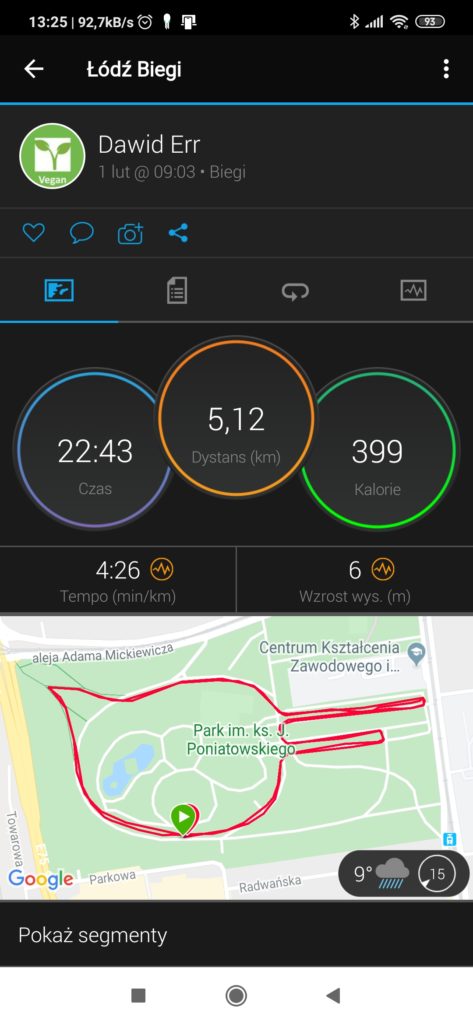 13:25 | 92,7kB/s
93
Łódź Biegi
Vegan
Dawid Err
1 lut @ 09:03 • Biegi
22:43
Czas
5,12
Dystans (km)
399
Kalorie
4:26
Tempo (min/km)
6
Wzrost wys. (m)
aleja Adama Mickiewicza
Centrum Kształcenia
Zawodowego i...
Park im. ks. J.
Poniatowskiego
Towarowa
E75
Google
Parkowa
Radwańska
9°
15
Pokaż segmenty